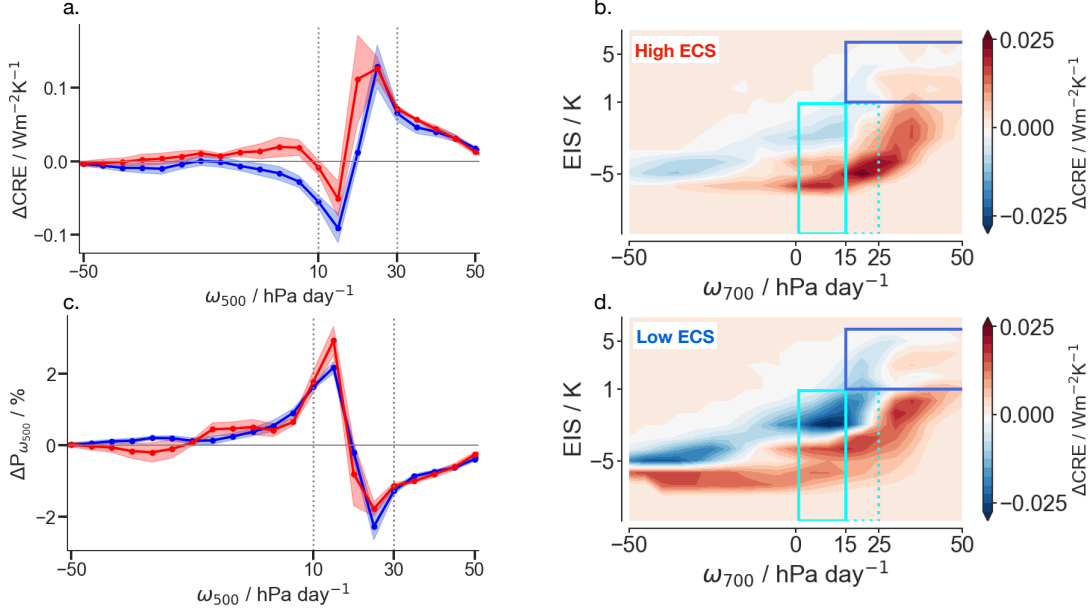 a.
ΔCRE / Wm⁻²K⁻¹
0.1
0.0
−0.1
−50
10
30
50
ω₅₀₀ / hPa day⁻¹
b.
High ECS
EIS / K
5
1
−5
−50
0
15
25
50
ω₇₀₀ / hPa day⁻¹
0.025
0.000
−0.025
ΔCRE / Wm⁻²K⁻¹
c.
ΔP_ω₅₀₀ / %
2
0
−2
−50
10
30
50
ω₅₀₀ / hPa day⁻¹
d.
Low ECS
EIS / K
5
1
−5
−50
0
15
25
50
ω₇₀₀ / hPa day⁻¹
0.025
0.000
−0.025
ΔCRE / Wm⁻²K⁻¹